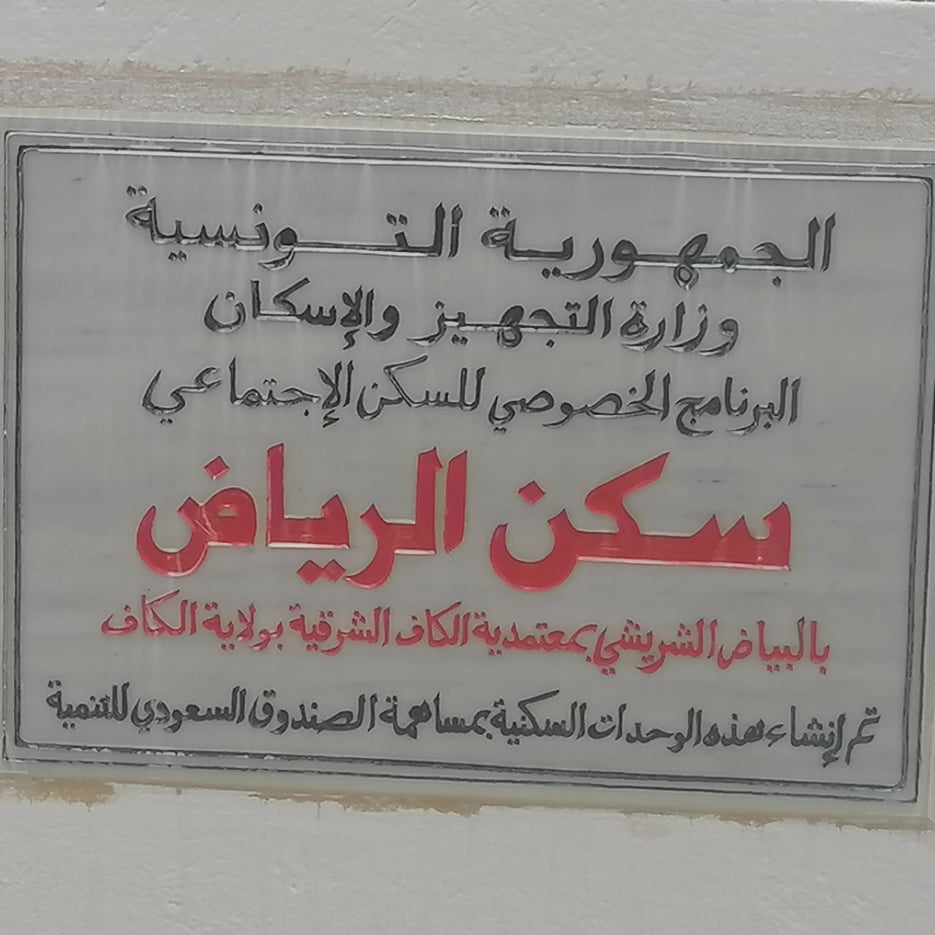 الجمهورية التونسية
وزارة التجهيز والإسكان
البرنامج الخصوصي للسكن الإجتماعي
سكن الرياض
بالبياض الشريشي بمعتمدية الكاف الشرقية بولاية الكاف
تم إنشاء هذه الوحدات السكنية بمساهمة الصندوق السعودي للتنمية